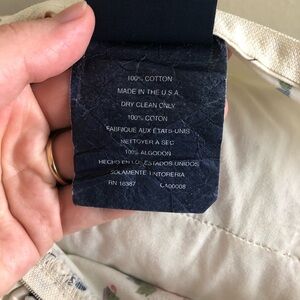 100% COTTON
MADE IN THE U.S.A.
DRY CLEAN ONLY
100% COTON
FABRIQUE AUX ÉTATS-UNIS
NETTOYER A SEC
100% ALGODON
HECHO EN LOS ESTADOS UNIDOS
SOLAMENTE TINTORERIA
RN 16387 CA00008